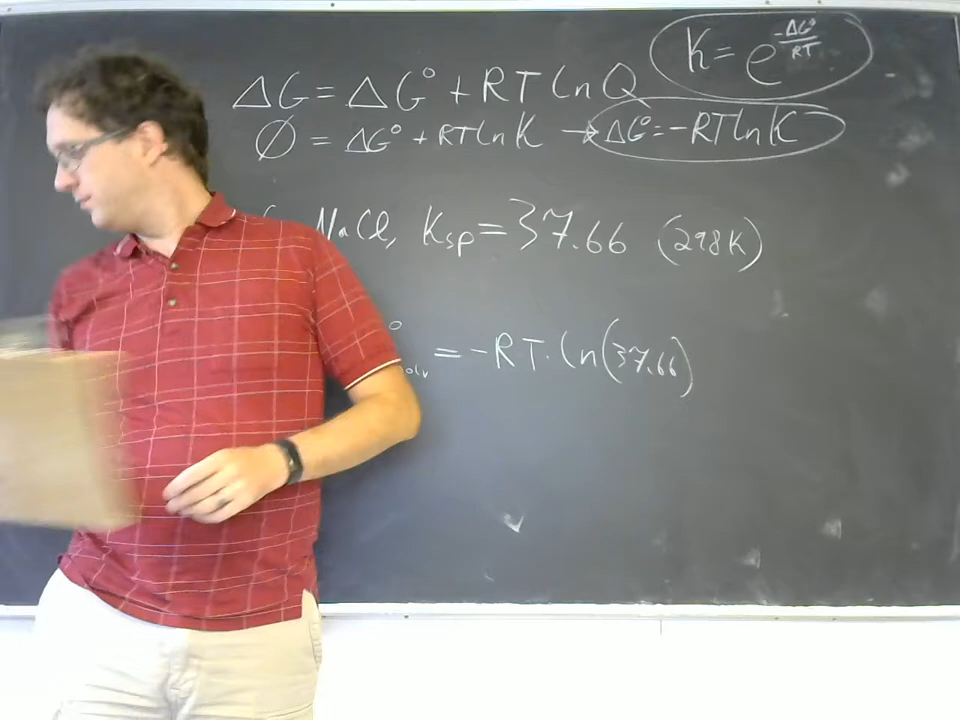 K = e^(-ΔG°/RT)
ΔG = ΔG° + RT ln Q
Ø = ΔG° + RT ln K → ΔG° = -RT ln K
NaCl, Ksp = 37.66 (298K)
° = -RT · ln(37.66)